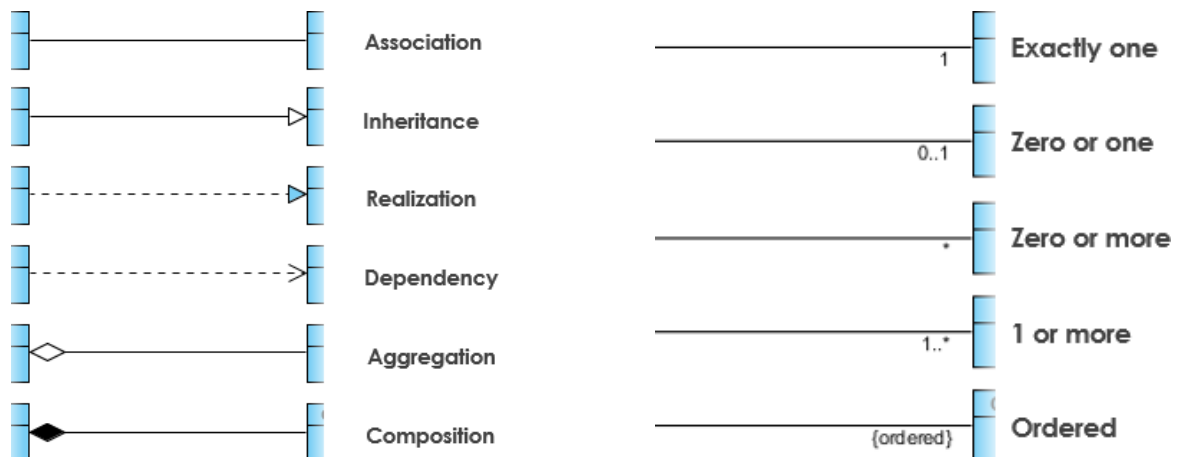 Association
Inheritance
Realization
Dependency
Aggregation
Composition
1
Exactly one
0..1
Zero or one
*
Zero or more
1..*
1 or more
{ordered}
Ordered